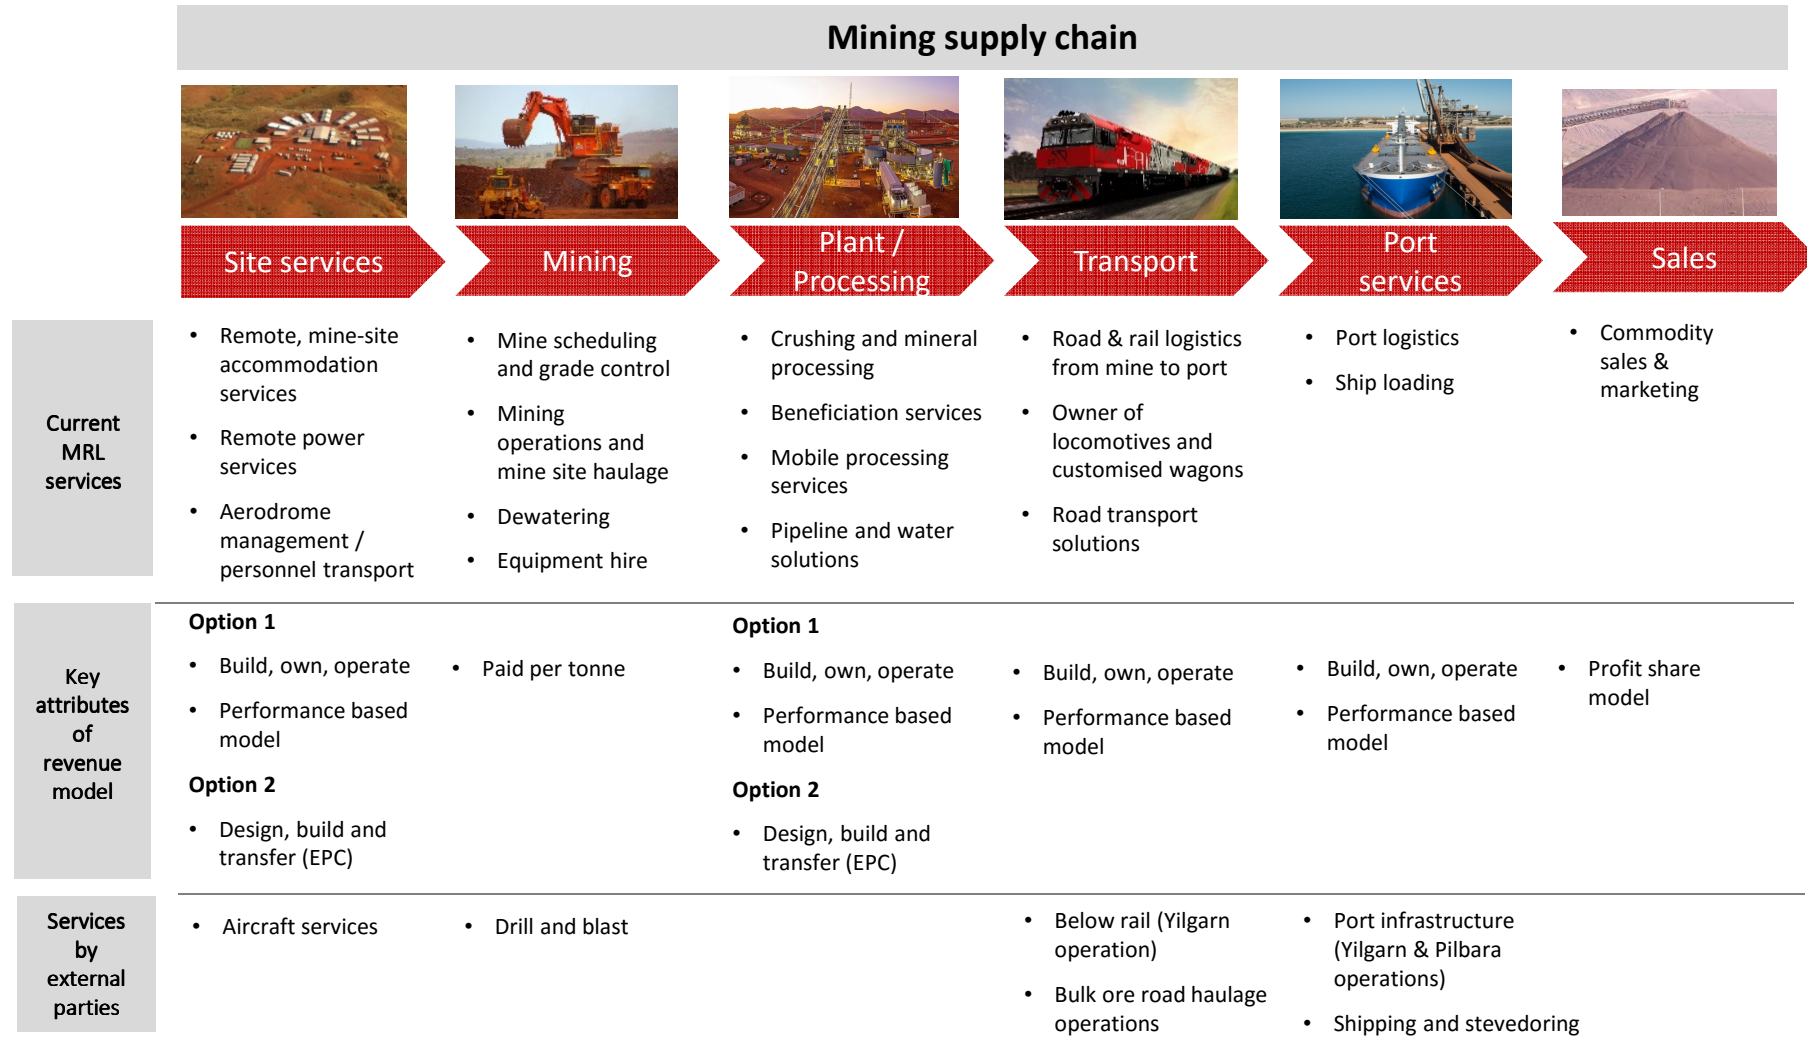 Mining supply chain
Site services
Mining
Plant /
Processing
Transport
Port
services
Sales
Current
MRL
services
• Remote, mine-site
accommodation
services
• Remote power
services
• Aerodrome
management /
personnel transport
• Mine scheduling
and grade control
• Mining
operations and
mine site haulage
• Dewatering
• Equipment hire
• Crushing and mineral
processing
• Beneficiation services
• Mobile processing
services
• Pipeline and water
solutions
• Road & rail logistics
from mine to port
• Owner of
locomotives and
customised wagons
• Road transport
solutions
• Port logistics
• Ship loading
• Commodity
sales &
marketing
Key
attributes
of
revenue
model
Option 1
• Build, own, operate
• Performance based
model
Option 2
• Design, build and
transfer (EPC)
• Paid per tonne
Option 1
• Build, own, operate
• Performance based
model
Option 2
• Design, build and
transfer (EPC)
• Build, own, operate
• Performance based
model
• Build, own, operate
• Performance based
model
• Profit share
model
Services
by
external
parties
• Aircraft services
• Drill and blast
• Below rail (Yilgarn
operation)
• Bulk ore road haulage
operations
• Port infrastructure
(Yilgarn & Pilbara
operations)
• Shipping and stevedoring